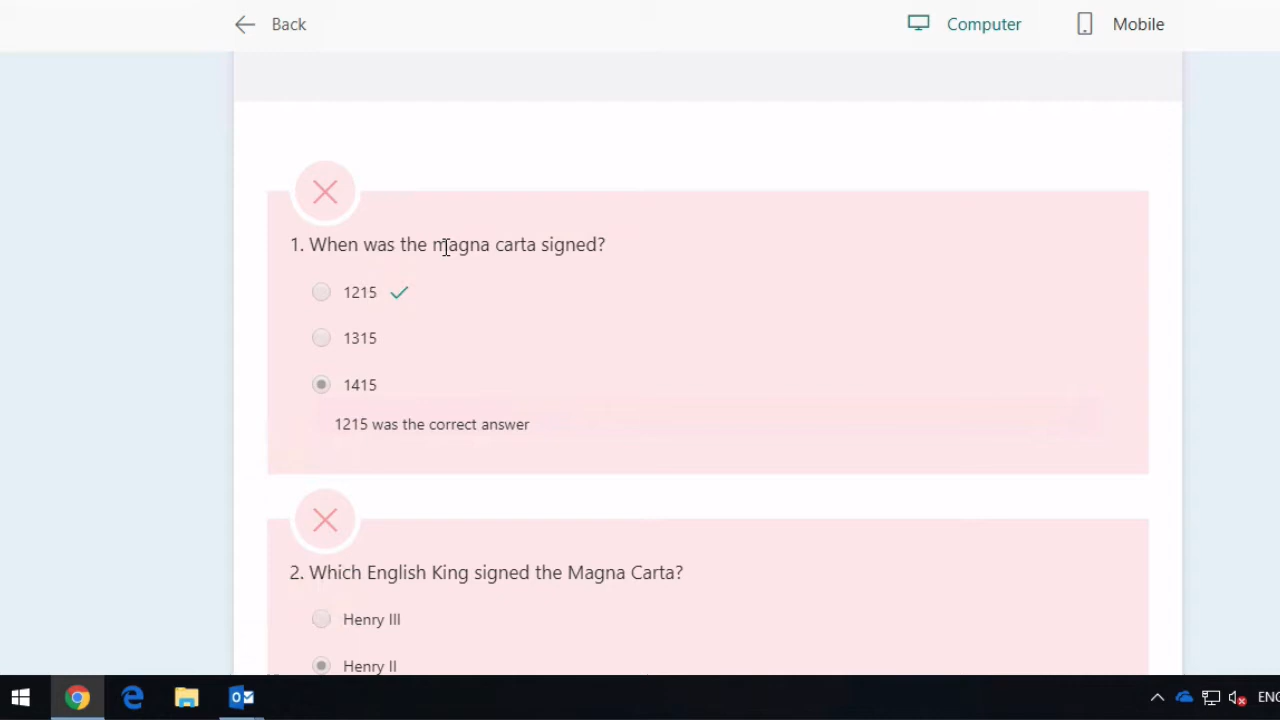 Back
Computer
Mobile
1. When was the magna carta signed?
1215
1315
1415
1215 was the correct answer
2. Which English King signed the Magna Carta?
Henry III
Henry II
ENG